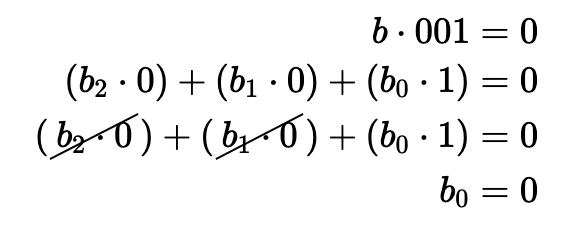 b · 001 = 0
(b₂ · 0) + (b₁ · 0) + (b₀ · 1) = 0
(b₂ · 0) + (b₁ · 0) + (b₀ · 1) = 0
b₀ = 0